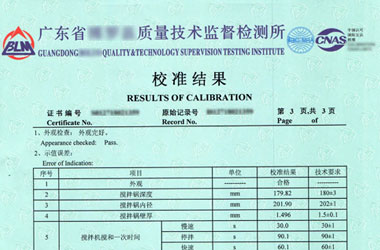 BLM
广东省 质量技术监督检测所
GUANGDONG QUALITY&TECHNOLOGY SUPERVISION TESTING INSTITUTE
CNAS
校准结果
RESULTS OF CALIBRATION
证书编号 原始记录号 第 3 页,共 3 页
Certificate No. Record No. Page of
1、外观检查：外观完好。
Appearance checked: Pass.
2、示值误差：
Error of Indication:
序号 项目 单位 校准结果 技术要求
1 外观 ---------- 合格 ----------
2 搅拌锅深度 mm 179.82 180±3
3 搅拌锅内径 mm 201.90 202±1
4 搅拌锅壁厚 mm 1.496 1.5±0.1
5 搅拌机搅和一次时间 慢速 s 30.0 30±1
停拌 s 90.1 90±1
快速 s 60.1 60±1